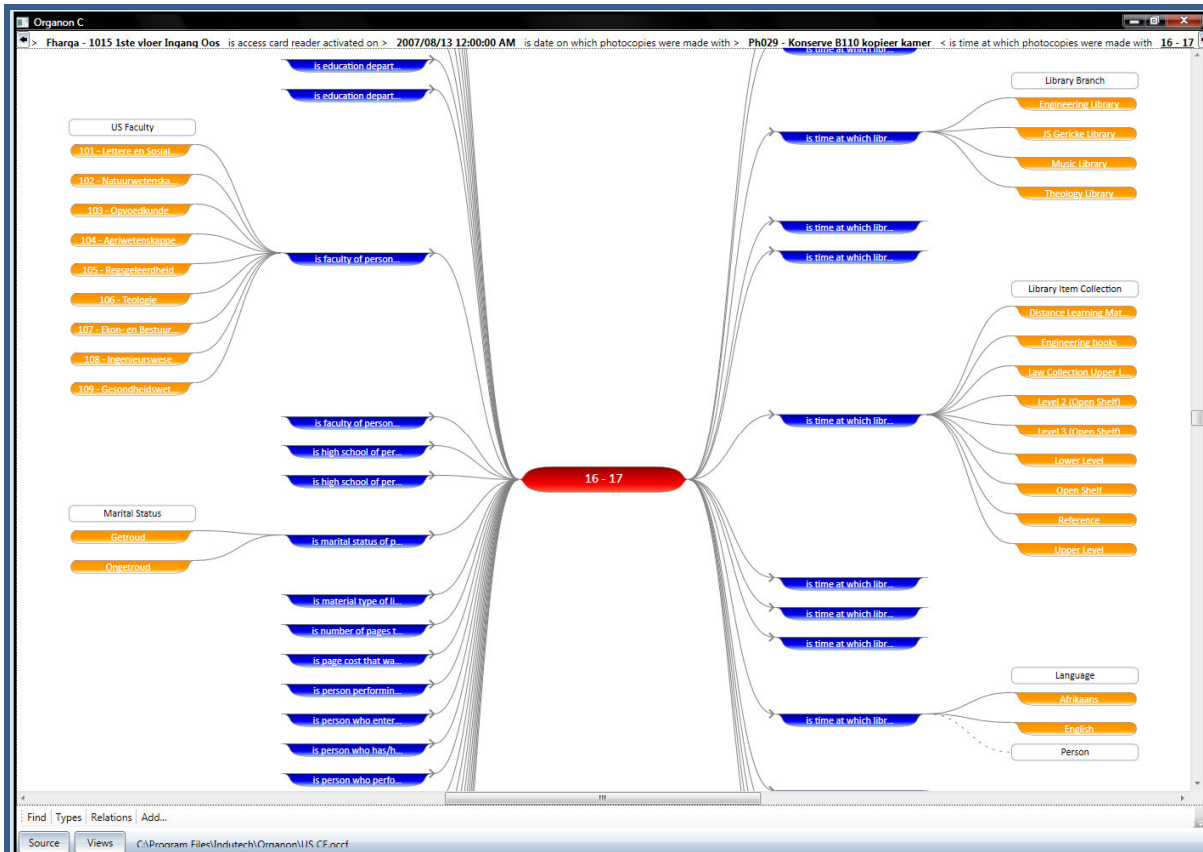 Organon C
> Fharga - 1015 1ste vloer Ingang Oos is access card reader activated on > 2007/08/13 12:00:00 AM is date on which photocopies were made with > Ph029 - Konserve B110 kopieer kamer < is time at which photocopies were made with 16 - 17
is education depart...
is education depart...
US Faculty
101 - Lettere en Sosial...
102 - Natuurwetenska...
103 - Opvoedkunde
104 - Agriwetenskappe
105 - Regsgeleerdheid
106 - Teologie
107 - Ekon- en Bestuur...
108 - Ingenieurswese
109 - Gesondheidswet...
is faculty of person...
is faculty of person...
is high school of per...
is high school of per...
Marital Status
Getroud
Ongetroud
is marital status of p...
is material type of li...
is number of pages t...
is page cost that wa...
is person performin...
is person who enter...
is person who has/h...
is person who perfo...
16 - 17
is time at which libr...
is time at which libr...
Library Branch
Engineering Library
JS Gericke Library
Music Library
Theology Library
is time at which libr...
is time at which libr...
Library Item Collection
Distance Learning Mat...
Engineering books
Law Collection Upper l...
Level 2 (Open Shelf)
Level 3 (Open Shelf)
Lower Level
Open Shelf
Reference
Upper Level
is time at which libr...
is time at which libr...
is time at which libr...
is time at which libr...
Language
Afrikaans
English
Person
is time at which libr...
Find Types Relations Add...
Source Views C:\Program Files\Indutech\Organon\US CF.occf